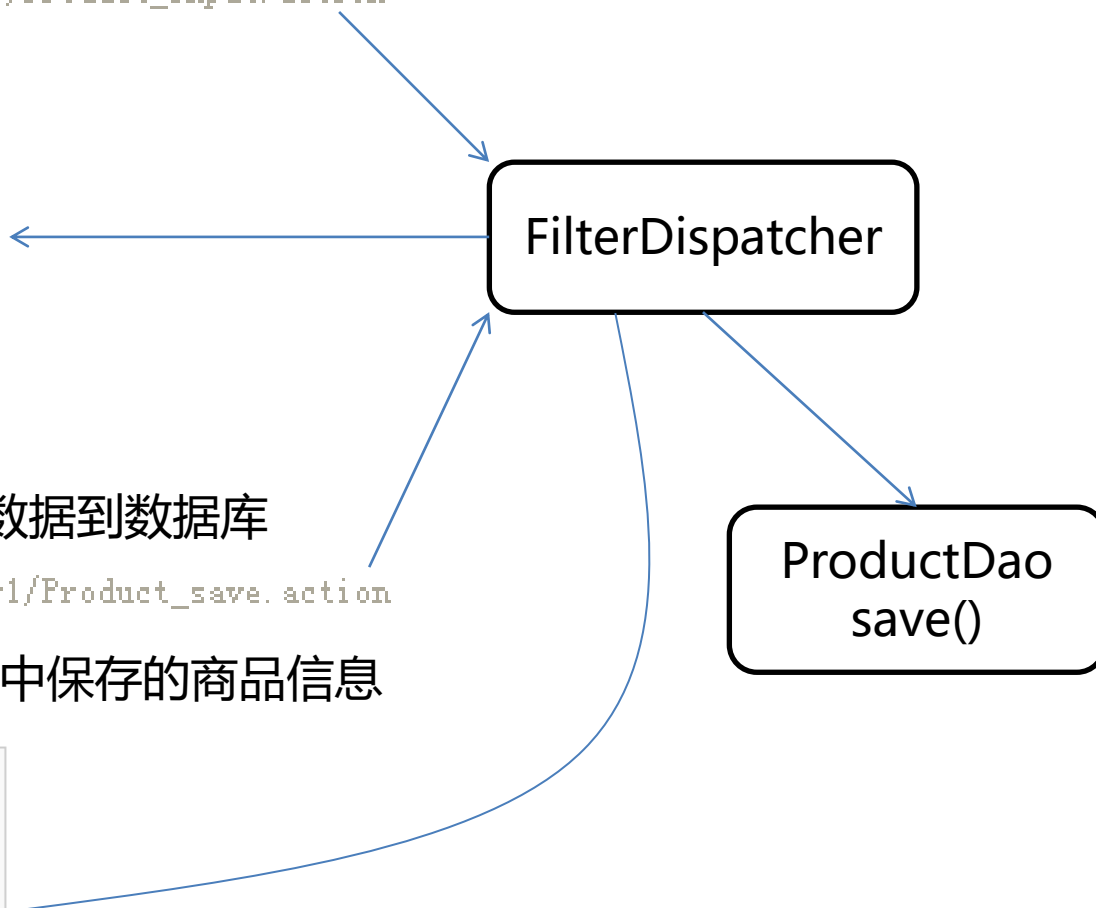 FilterDispatcher
数据到数据库
1/Product_save.action
ProductDao
save()
中保存的商品信息